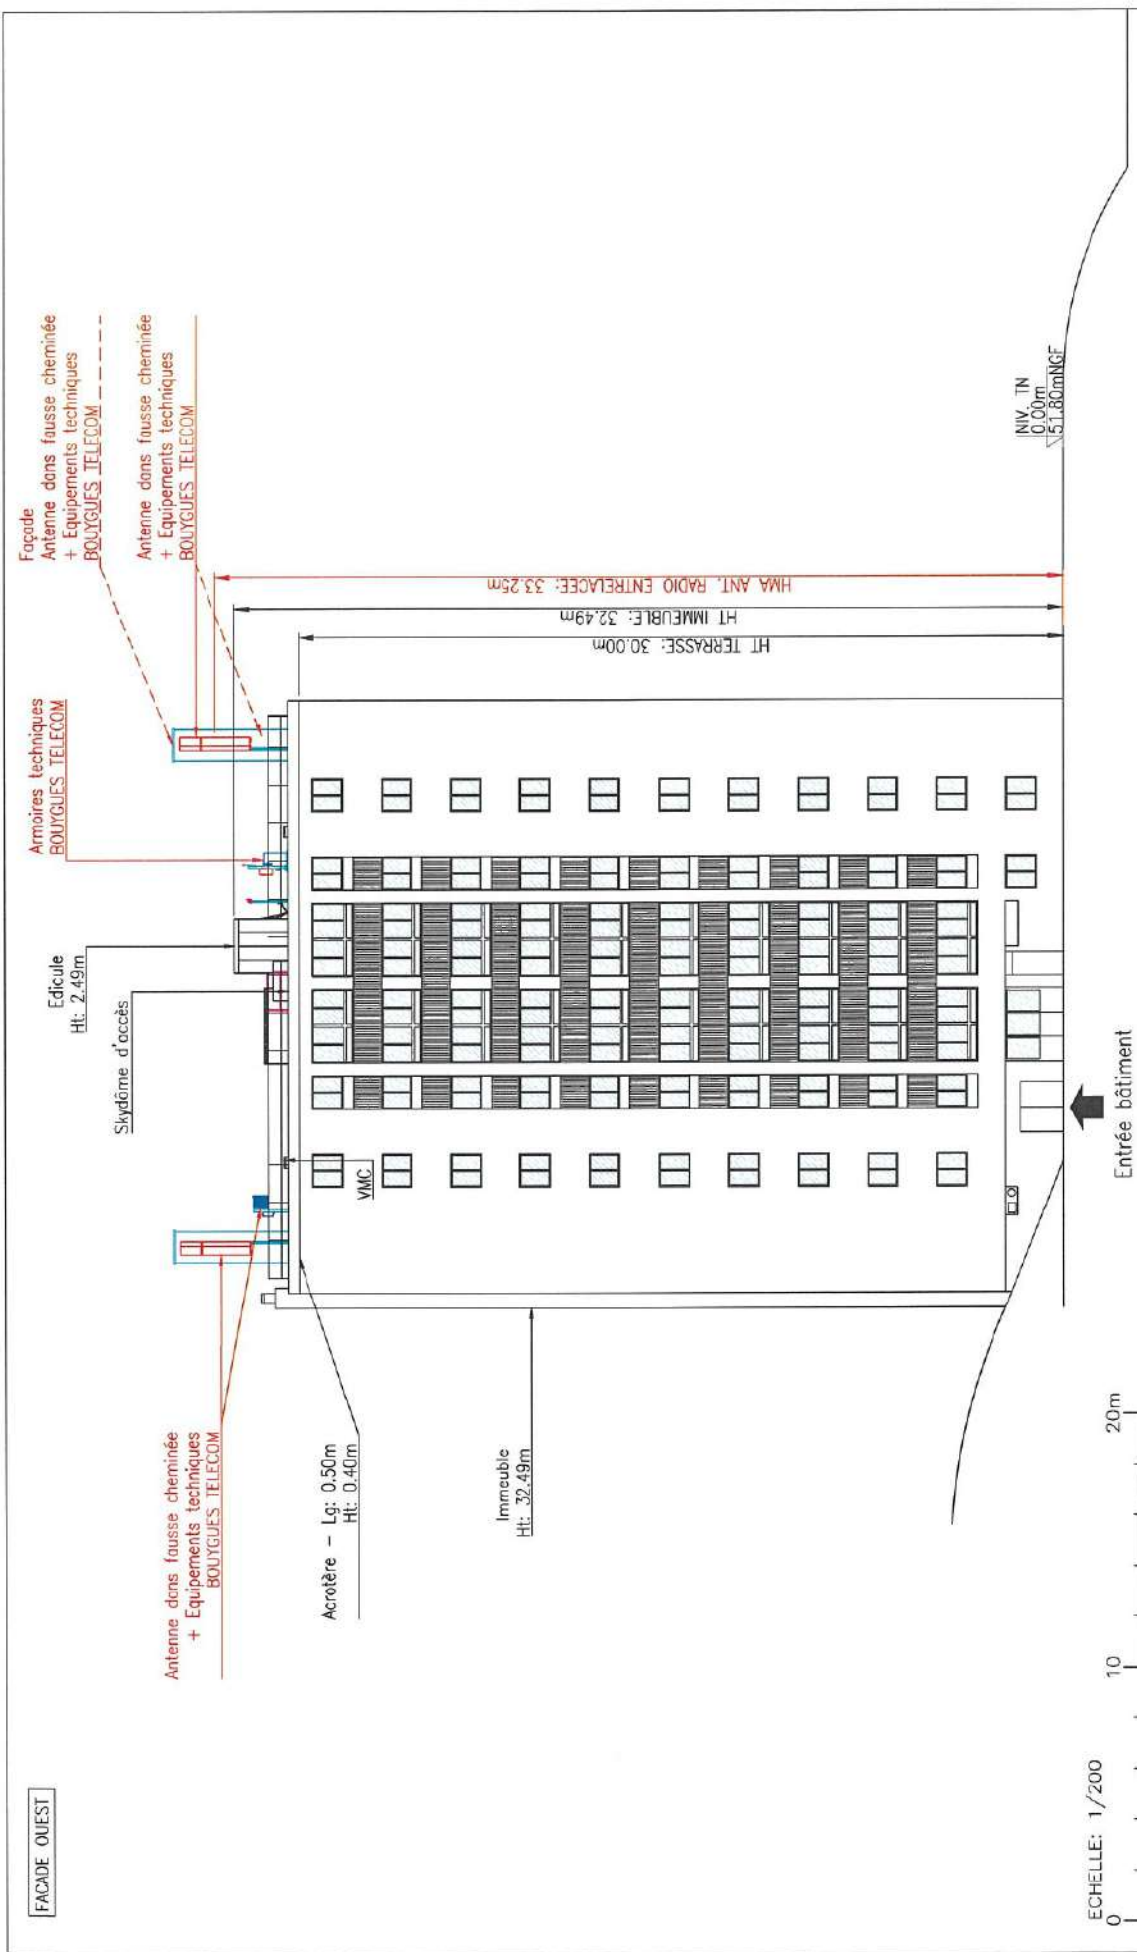 FACADE OUEST
Façade
Antenne dans fausse cheminée
+ Equipements techniques
BOUYGUES TELECOM
Antenne dans fausse cheminée
+ Equipements techniques
BOUYGUES TELECOM
Armoires techniques
BOUYGUES TELECOM
Edicule
Ht: 2.49m
Skydôme d'accès
Antenne dans fausse cheminée
+ Equipements techniques
BOUYGUES TELECOM
Acrotère - Lg: 0.50m
Ht: 0.40m
VMC
Immeuble
Ht: 32.49m
HT TERRASSE: 30.00m
HT IMMEUBLE: 32.49m
HMA ANT. RADIO ENTRELACEE: 33.25m
NIV. TN
0.00m
51.80mNGF
Entrée bâtiment
ECHELLE: 1/200
0 10 20m